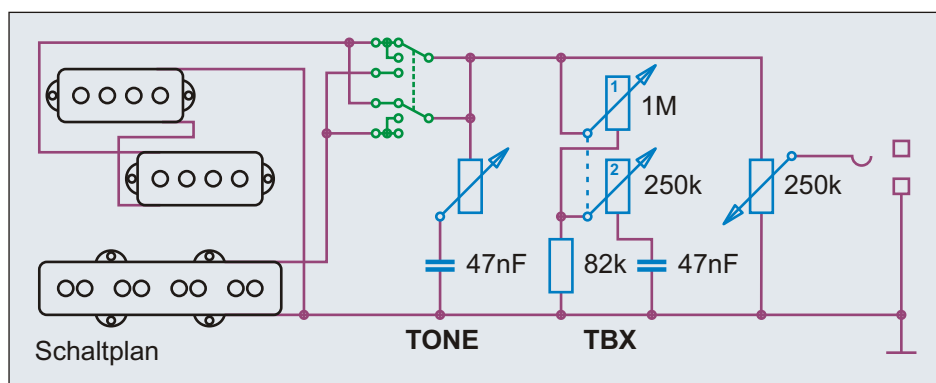 1
1M
2
250k
250k
47nF
82k
47nF
TONE
TBX
Schaltplan